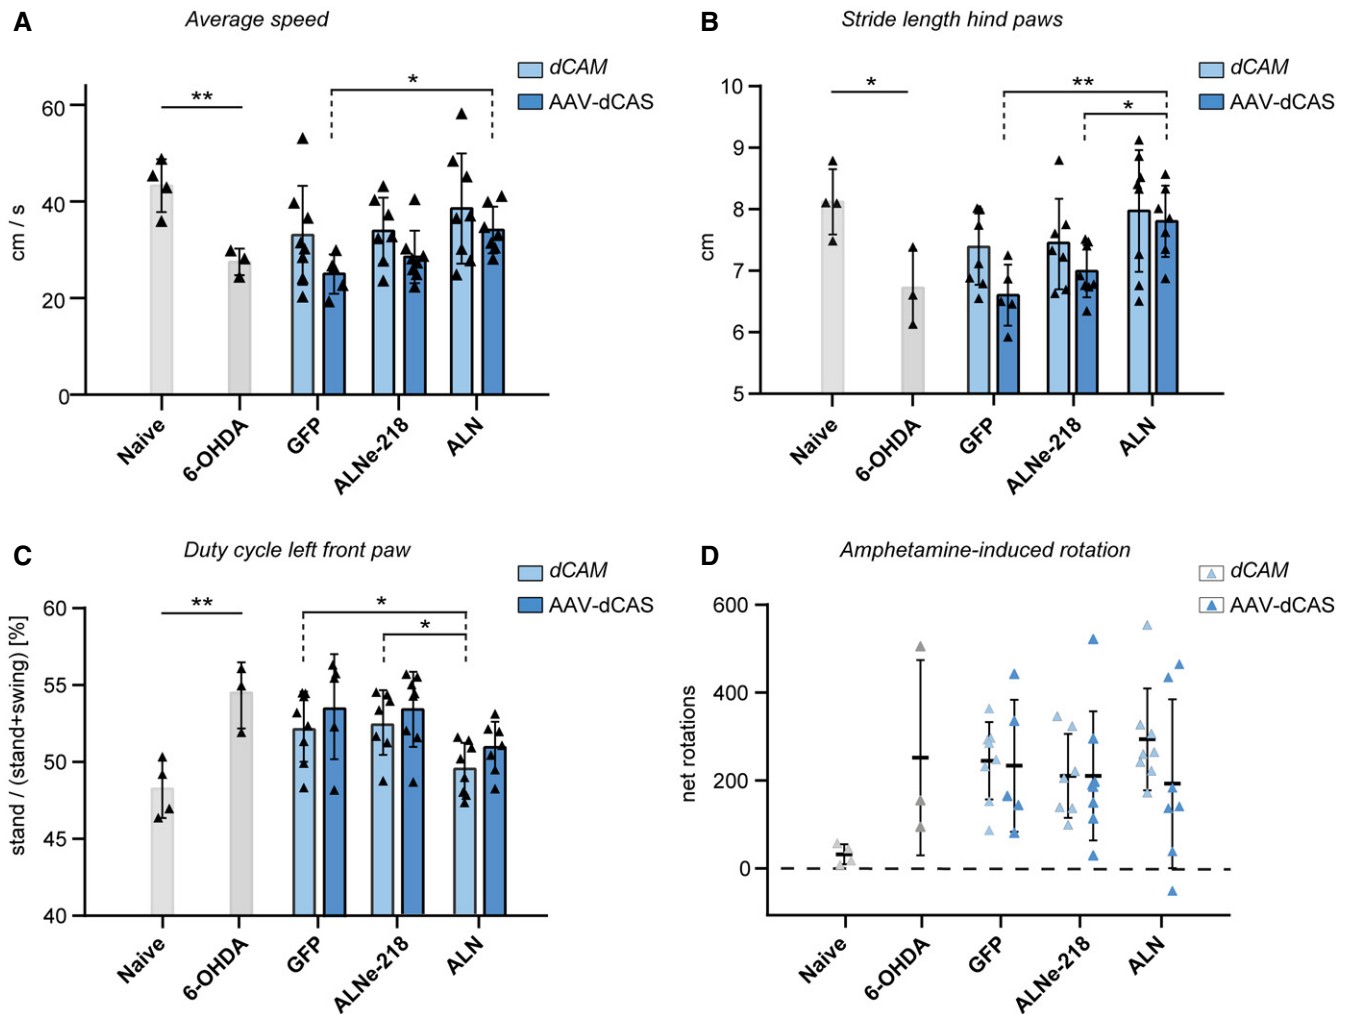 A
Average speed
dCAM
AAV-dCAS
**
*
cm / s
60
40
20
0
Naive
6-OHDA
GFP
ALNe-218
ALN
B
Stride length hind paws
dCAM
AAV-dCAS
*
**
*
cm
10
9
8
7
6
5
Naive
6-OHDA
GFP
ALNe-218
ALN
C
Duty cycle left front paw
dCAM
AAV-dCAS
**
*
*
stand / (stand+swing) [%]
60
55
50
45
40
Naive
6-OHDA
GFP
ALNe-218
ALN
D
Amphetamine-induced rotation
dCAM
AAV-dCAS
net rotations
600
400
200
0
Naive
6-OHDA
GFP
ALNe-218
ALN